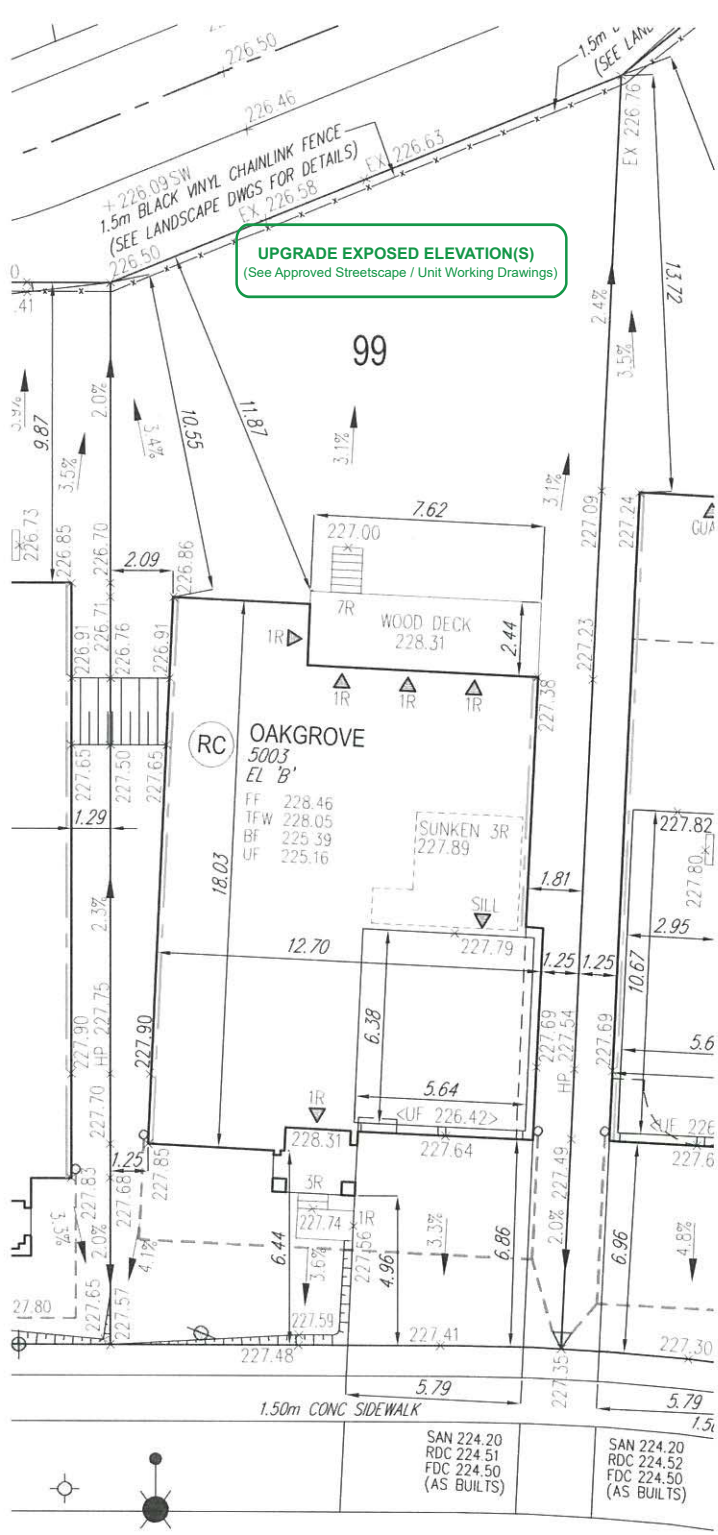 226.50
226.46
1.5m
(SEE
+ 226.09 SW
1.5m BLACK VINYL CHAINLINK FENCE
(SEE LANDSCAPE DWGS FOR DETAILS)
EX 226.63
EX 226.58
226.50
EX 226.76
UPGRADE EXPOSED ELEVATION(S)
(See Approved Streetscape / Unit Working Drawings)
.41
99
13.72
2.4%
3.5%
9.87
2.0%
3.4%
3.5%
10.55
11.87
3.1%
3.1%
7.62
227.00
7R
WOOD DECK
228.31
2.44
227.09
227.24
GUA
226.73
226.85
226.70
2.09
226.86
226.91
226.71
226.76
226.91
1R
1R
1R
1R
227.38
227.23
RC
OAKGROVE
5003
EL 'B'
FF 228.46
TFW 228.05
BF 225.39
UF 225.16
227.65
227.50
227.65
1.29
18.03
SUNKEN 3R
227.89
SILL
227.79
1.81
227.82
227.80
2.95
10.67
2.3%
12.70
1.25
1.25
6.38
227.90
HP 227.75
227.90
227.69
HP 227.54
227.69
5.6
5.64
<UF 226.42>
<UF 226
227.70
1R
228.31
227.64
227.6
1.25
227.83
227.68
227.85
227.49
3R
227.74
1R
227.56
3.3%
2.0%
4.1%
6.44
3.6%
4.96
3.3%
6.86
2.0%
6.96
4.8%
27.80
227.65
227.57
227.59
227.48
227.41
227.35
227.30
5.79
5.79
1.50m CONC SIDEWALK
SAN 224.20
RDC 224.51
FDC 224.50
(AS BUILTS)
SAN 224.20
RDC 224.52
FDC 224.50
(AS BUILTS)